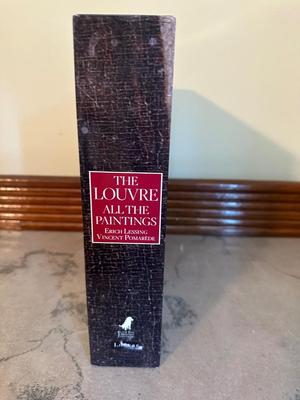 THE
LOUVRE
ALL THE
PAINTINGS
ERICH LESSING
VINCENT POMARÈDE